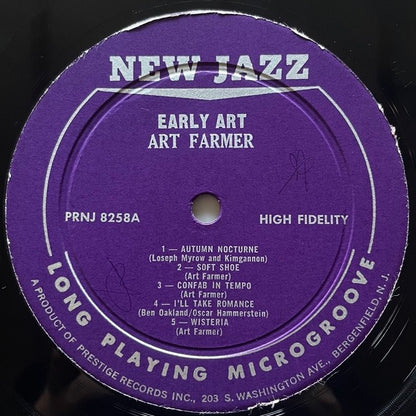 NEW JAZZ
EARLY ART
ART FARMER
PRNJ 8258A
HIGH FIDELITY
1 — AUTUMN NOCTURNE
(Loseph Myrow and Kimgannon)
2 — SOFT SHOE
(Art Farmer)
3 — CONFAB IN TEMPO
(Art Farmer)
4 — I'LL TAKE ROMANCE
(Ben Oakland/Oscar Hammerstein)
5 — WISTERIA
(Art Farmer)
LONG PLAYING MICROGROOVE
A PRODUCT OF PRESTIGE RECORDS INC., 203 S. WASHINGTON AVE., BERGENFIELD, N. J.